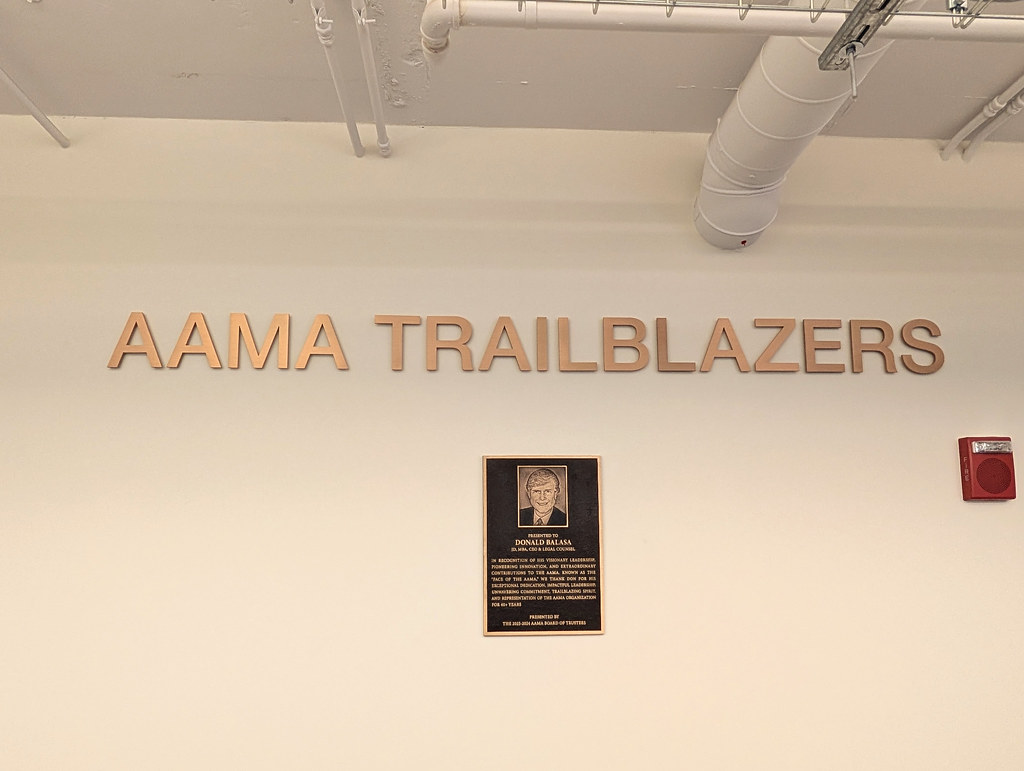 AAMA TRAILBLAZERS
FIRE
PRESENTED TO
DONALD BALASA
JD, MBA, CEO & LEGAL COUNSEL
IN RECOGNITION OF HIS VISIONARY LEADERSHIP,
PIONEERING INNOVATION, AND EXTRAORDINARY
CONTRIBUTIONS TO THE AAMA. KNOWN AS THE
"FACE OF THE AAMA," WE THANK DON FOR HIS
EXCEPTIONAL DEDICATION, IMPACTFUL LEADERSHIP,
UNWAVERING COMMITMENT, TRAILBLAZING SPIRIT,
AND REPRESENTATION OF THE AAMA ORGANIZATION
FOR 40+ YEARS
PRESENTED BY
THE 2023-2024 AAMA BOARD OF TRUSTEES